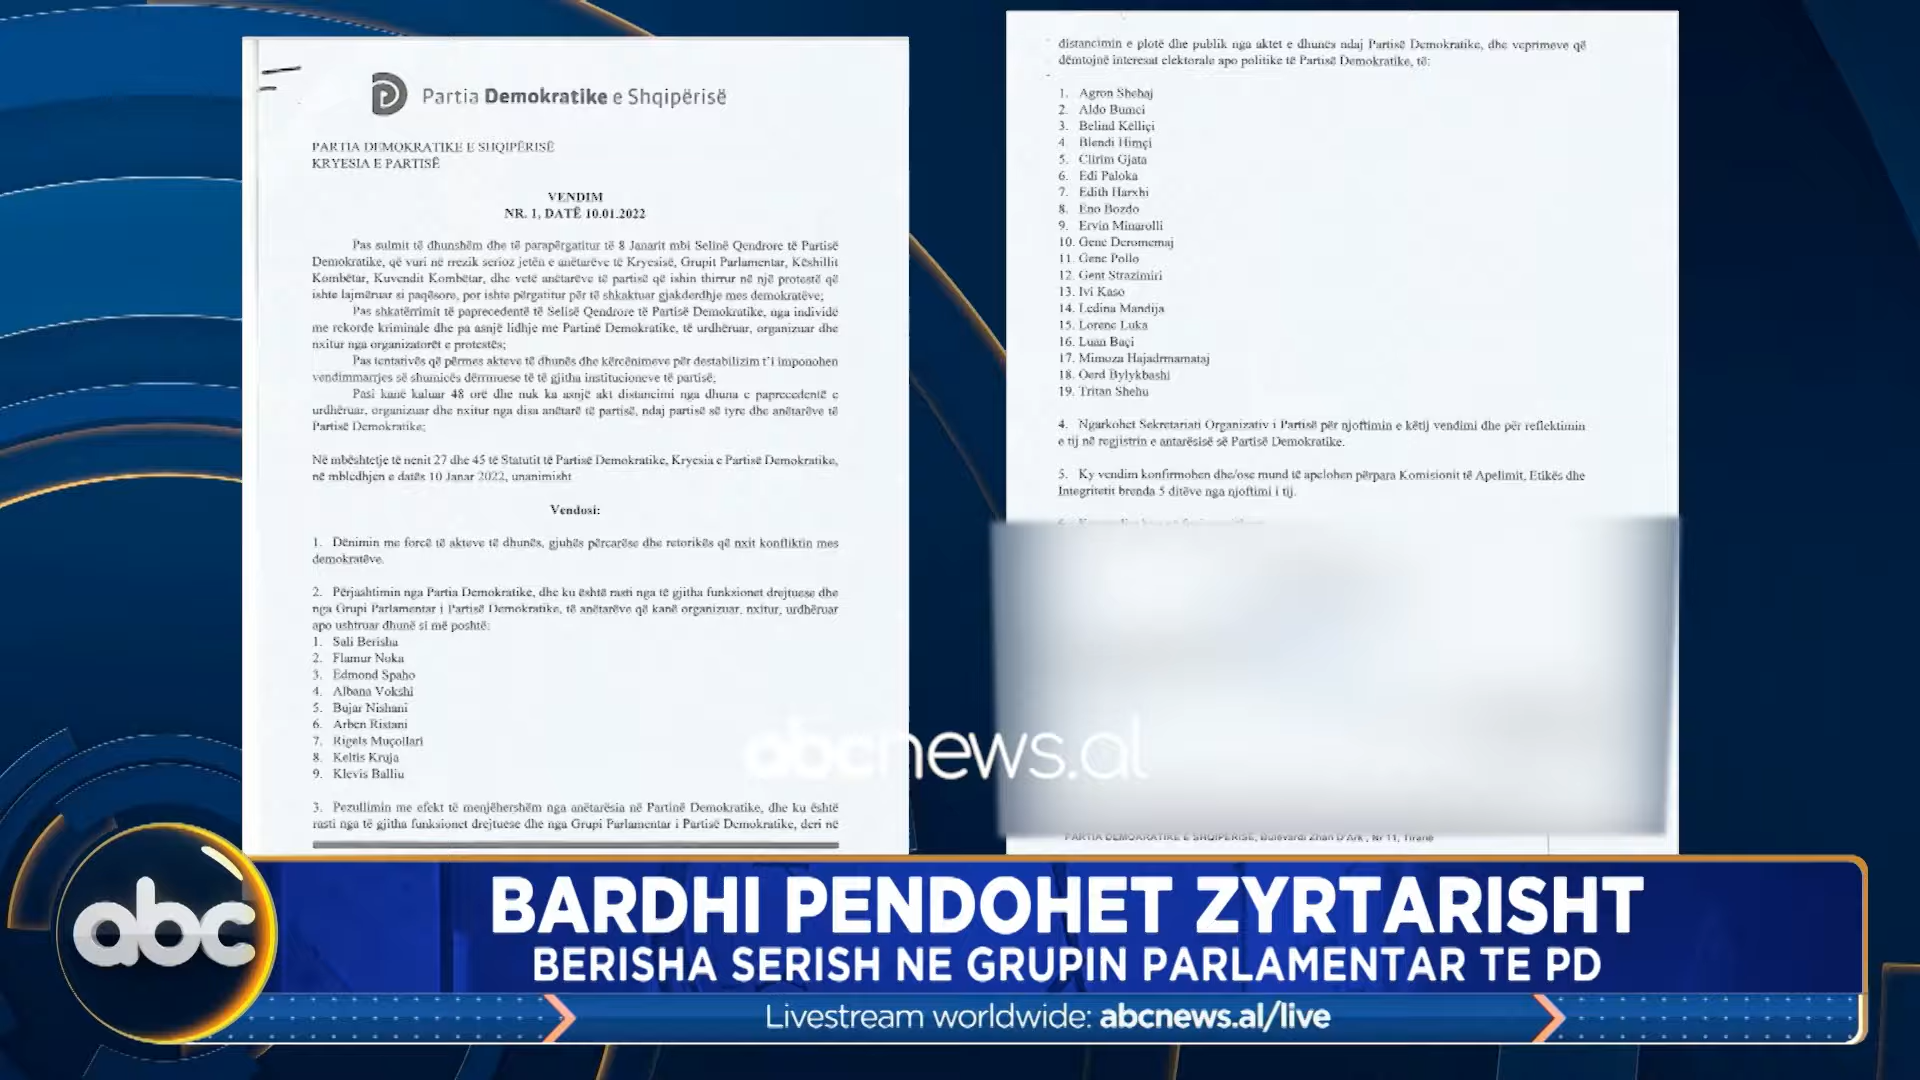 Partia Demokratike e Shqipërisë
PARTIA DEMOKRATIKE E SHQIPËRISË
KRYESIA E PARTISË
VENDIM
NR. 1, DATË 10.01.2022
Pas sulmit të dhunshëm dhe të parapërgatitur të 8 Janarit mbi Selinë Qendrore të Partisë
Demokratike, që vuri në rrezik serioz jetën e anëtarëve të Kryesisë, Grupit Parlamentar, Këshillit
Kombëtar, Kuvendit Kombëtar, dhe vetë anëtarëve të partisë që ishin thirrur në një protestë që
ishte lajmëruar si paqësore, por ishte përgatitur për të shkaktuar gjakderdhje mes demokratëve;
Pas shkatërrimit të paprecedentë të Selisë Qendrore të Partisë Demokratike, nga individë
me rekorde kriminale dhe pa asnjë lidhje me Partinë Demokratike, të urdhëruar, organizuar dhe
nxitur nga organizatorët e protestës;
Pas tentativës që përmes akteve të dhunës dhe kërcënimeve për destabilizim t'i imponohen
vendimmarrjes së shumicës dërrmuese të të gjitha institucioneve të partisë;
Pasi kanë kaluar 48 orë dhe nuk ka asnjë akt distancimi nga dhuna e paprecedentë e
urdhëruar, organizuar dhe nxitur nga disa anëtarë të partisë, ndaj partisë së tyre dhe anëtarëve të
Partisë Demokratike;
Në mbështetje të nenit 27 dhe 45 të Statutit të Partisë Demokratike, Kryesia e Partisë Demokratike,
në mbledhjen e datës 10 Janar 2022, unanimisht
Vendosi:
1. Dënimin me forcë të akteve të dhunës, gjuhës përçarëse dhe retorikës që nxit konfliktin mes
demokratëve.
2. Përjashtimin nga Partia Demokratike, dhe ku është rasti nga të gjitha funksionet drejtuese dhe
nga Grupi Parlamentar i Partisë Demokratike, të anëtarëve që kanë organizuar, nxitur, urdhëruar
apo ushtruar dhunë si më poshtë:
1. Sali Berisha
2. Flamur Noka
3. Edmond Spaho
4. Albana Vokshi
5. Bujar Nishani
6. Arben Ristani
7. Rigels Muçollari
8. Keltis Kruja
9. Klevis Balliu
3. Pezullimin me efekt të menjëhershëm nga anëtarësia në Partinë Demokratike, dhe ku është
rasti nga të gjitha funksionet drejtuese dhe nga Grupi Parlamentar i Partisë Demokratike, deri në
distancimin e plotë dhe publik nga aktet e dhunës ndaj Partisë Demokratike, dhe veprimeve që
dëmtojnë interesat elektorale apo politike të Partisë Demokratike, të:
1. Agron Shehaj
2. Aldo Bumci
3. Belind Këlliçi
4. Blendi Himçi
5. Clirim Gjata
6. Edi Paloka
7. Edith Harxhi
8. Eno Bozdo
9. Ervin Minarolli
10. Genc Deromemaj
11. Genc Pollo
12. Gent Strazimiri
13. Ivi Kaso
14. Ledina Mandija
15. Lorenc Luka
16. Luan Baçi
17. Mimoza Hajadrmamataj
18. Oerd Bylykbashi
19. Tritan Shehu
4. Ngarkohet Sekretariati Organizativ i Partisë për njoftimin e këtij vendimi dhe për reflektimin
e tij në regjistrin e antarësisë së Partisë Demokratike.
5. Ky vendim konfirmohen dhe/ose mund të apelohen përpara Komisionit të Apelimit, Etikës dhe
Integritetit brenda 5 ditëve nga njoftimi i tij.
PARTIA DEMOKRATIKE E SHQIPERISE, Bulevardi Zhan D'Ark, Nr 11, Tiranë
abcnews.al
abc
BARDHI PENDOHET ZYRTARISHT
BERISHA SERISH NE GRUPIN PARLAMENTAR TE PD
Livestream worldwide: abcnews.al/live